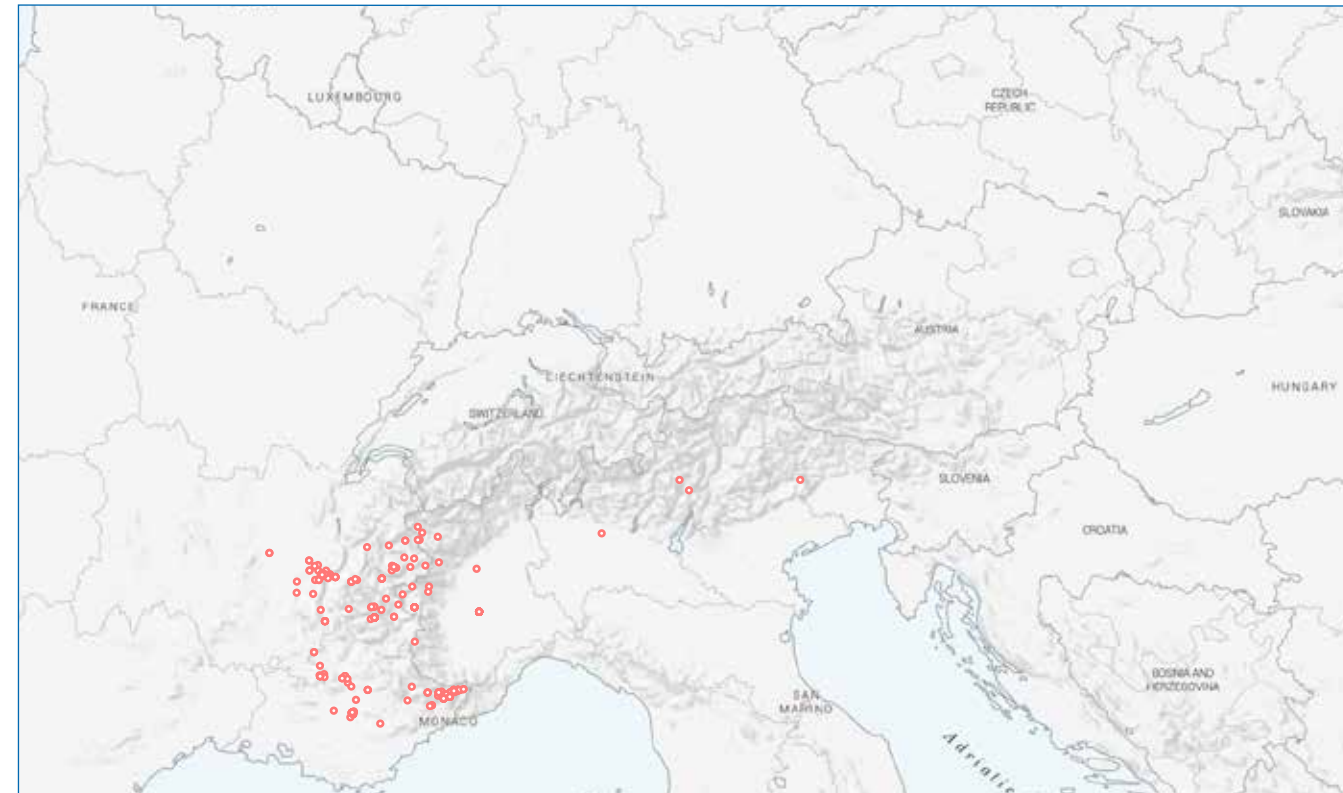 LUXEMBOURG
CZECH
REPUBLIC
SLOVAKIA
FRANCE
AUSTRIA
LIECHTENSTEIN
HUNGARY
SWITZERLAND
SLOVENIA
CROATIA
BOSNIA AND
HERZEGOVINA
SAN
MARINO
MONACO
Adriatic